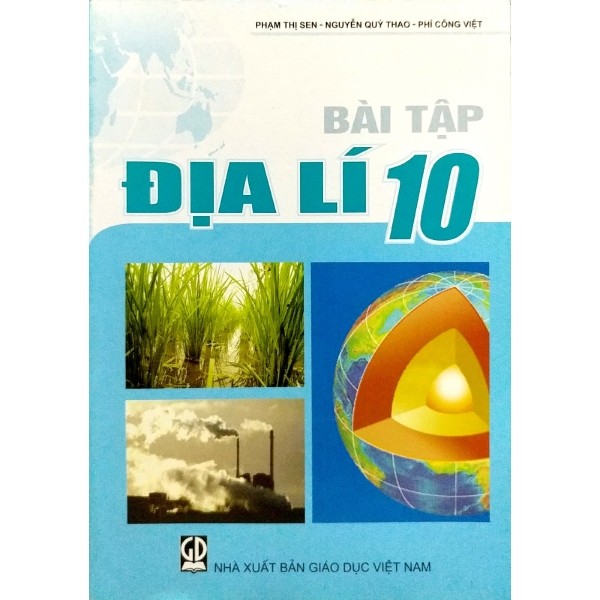 PHẠM THỊ SEN - NGUYỄN QUÝ THAO - PHÍ CÔNG VIỆT
BÀI TẬP
ĐỊA LÍ 10
GD
NHÀ XUẤT BẢN GIÁO DỤC VIỆT NAM